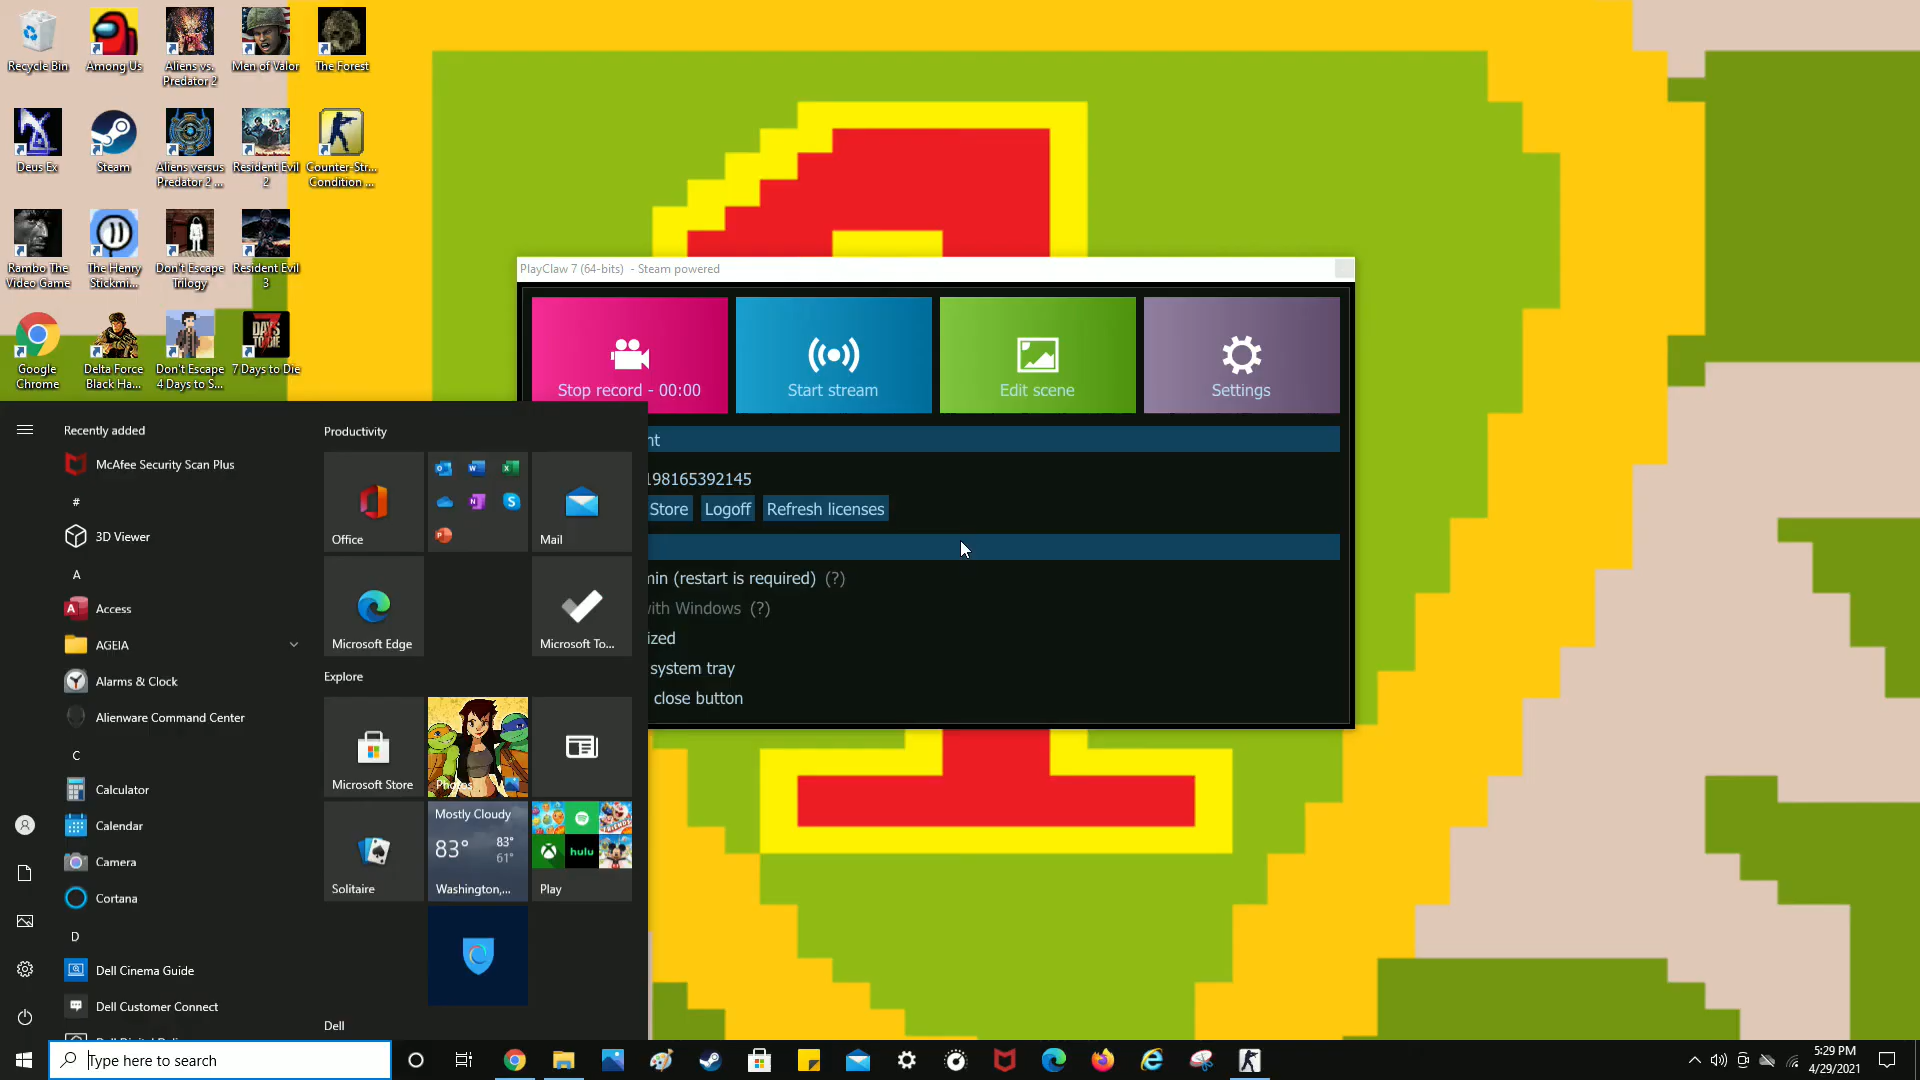 Recycle Bin
Among Us
Aliens vs.
Predator 2
Men of Valor
The Forest
Deus Ex
Steam
Aliens versus
Predator 2 ...
Resident Evil
2
Counter-Str...
Condition ...
Rambo The
Video Game
The Henry
Stickmi...
Don't Escape
Trilogy
Resident Evil
3
Google
Chrome
Delta Force
Black Ha...
Don't Escape
4 Days to S...
7 Days to Die
PlayClaw 7 (64-bits) - Steam powered
Stop record - 00:00
Start stream
Edit scene
Settings
nt
198165392145
Store
Logoff
Refresh licenses
min (restart is required) (?)
with Windows (?)
ized
system tray
close button
Recently added
McAfee Security Scan Plus
#
3D Viewer
A
Access
AGEIA
Alarms & Clock
Alienware Command Center
C
Calculator
Calendar
Camera
Cortana
D
Dell Cinema Guide
Dell Customer Connect
Productivity
Office
Mail
Microsoft Edge
Microsoft To...
Explore
Microsoft Store
Photos
Solitaire
Mostly Cloudy
83°
83°
61°
Washington,...
hulu
Play
Dell
Type here to search
5:29 PM
4/29/2021